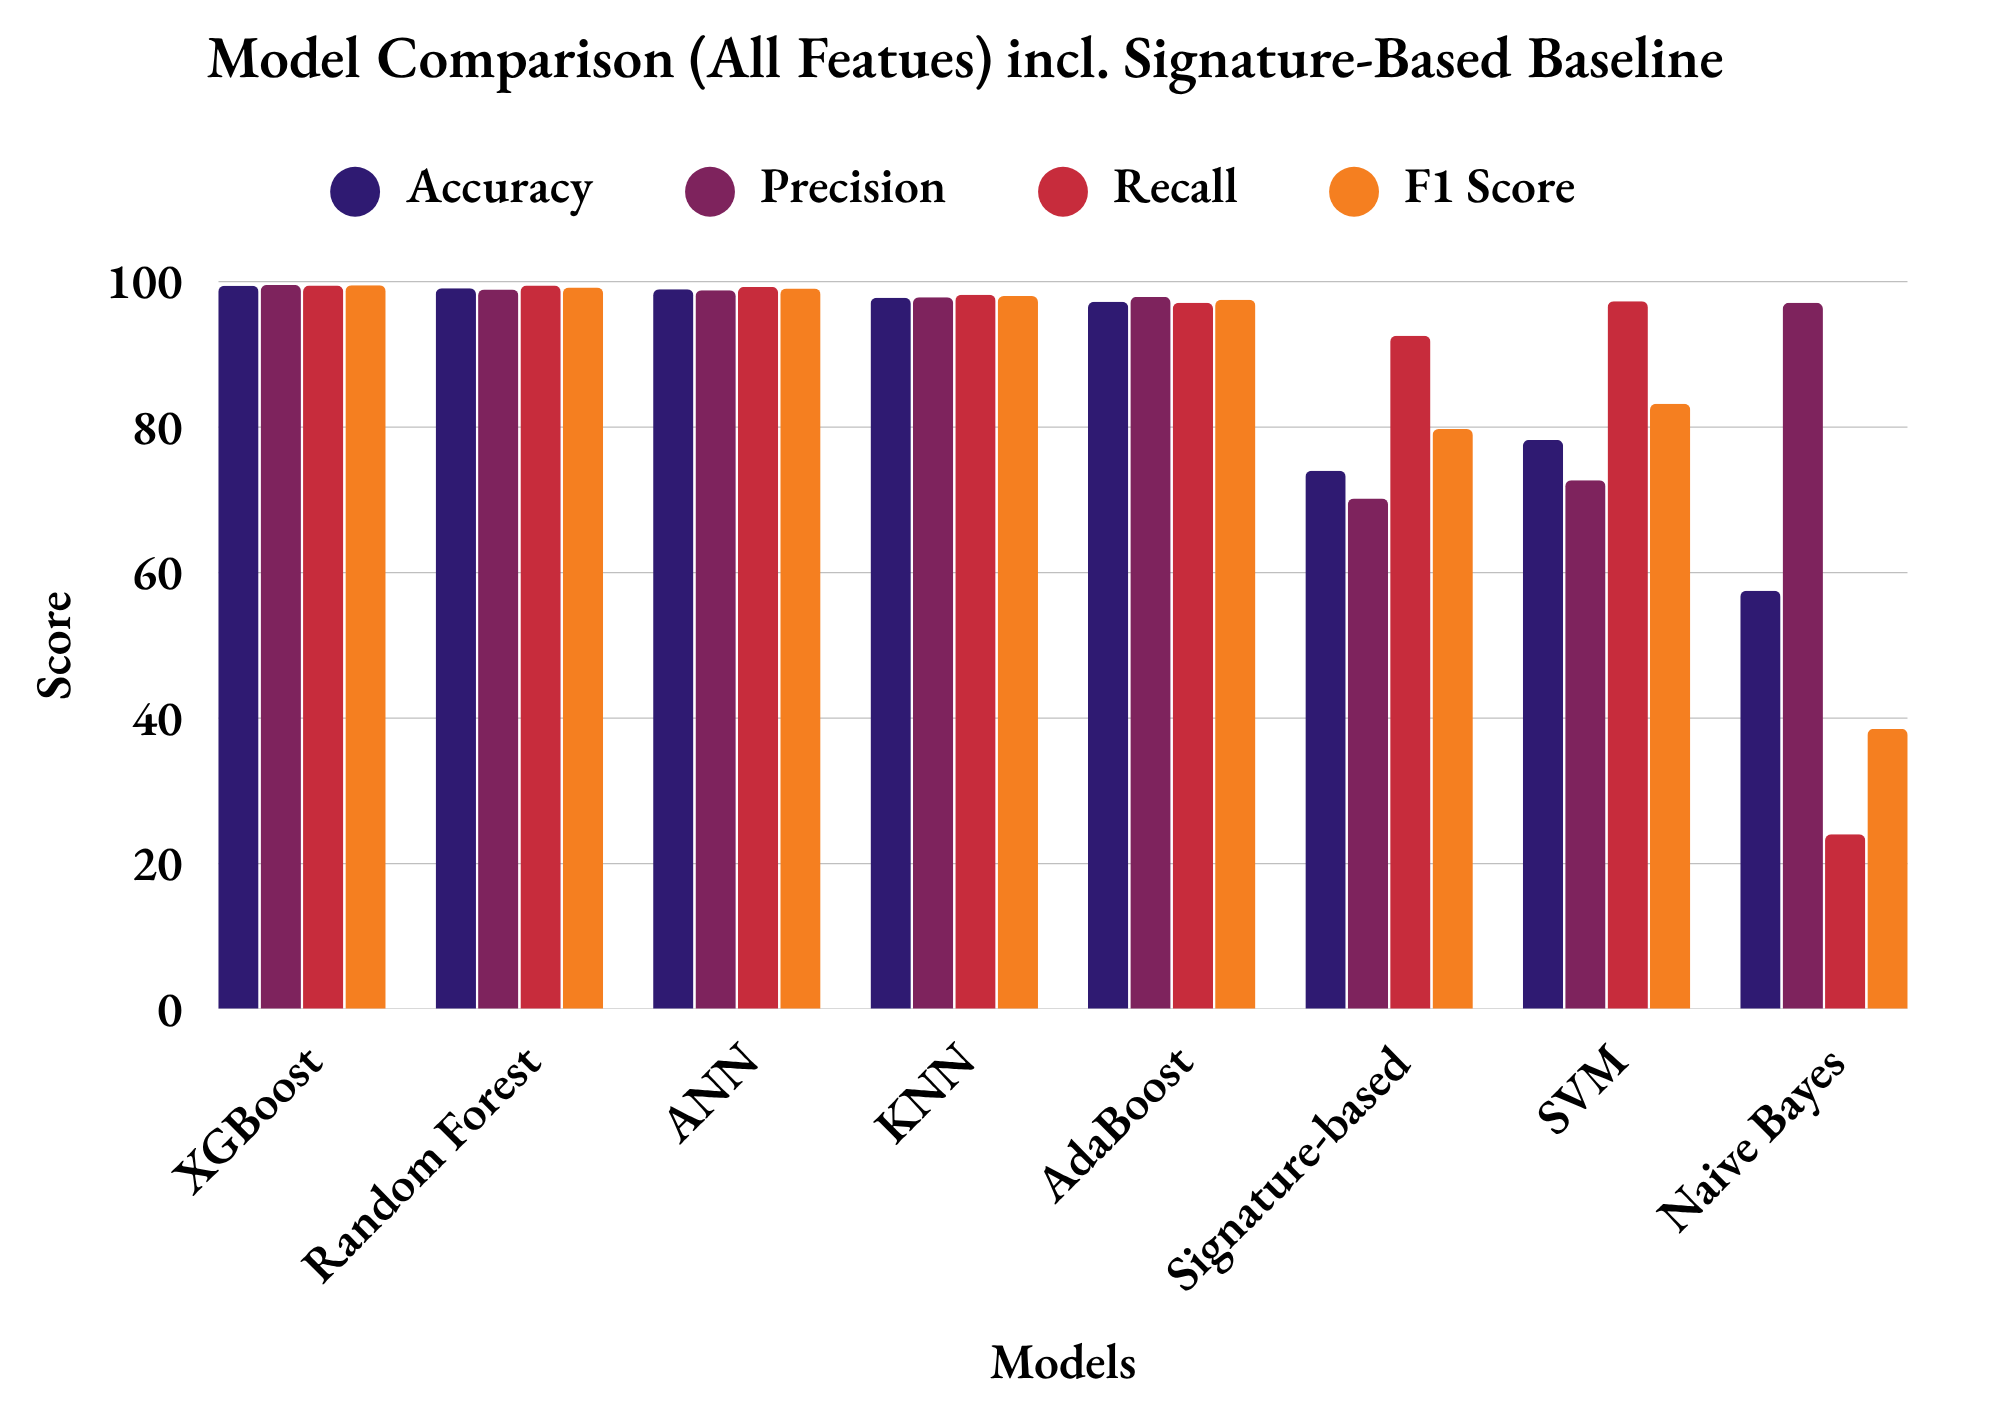 Model Comparison (All Featues) incl. Signature-Based Baseline
Accuracy Precision Recall F1 Score
100
80
60
40
20
0
Score
XGBoost
Random Forest
ANN
KNN
AdaBoost
Signature-based
SVM
Naive Bayes
Models